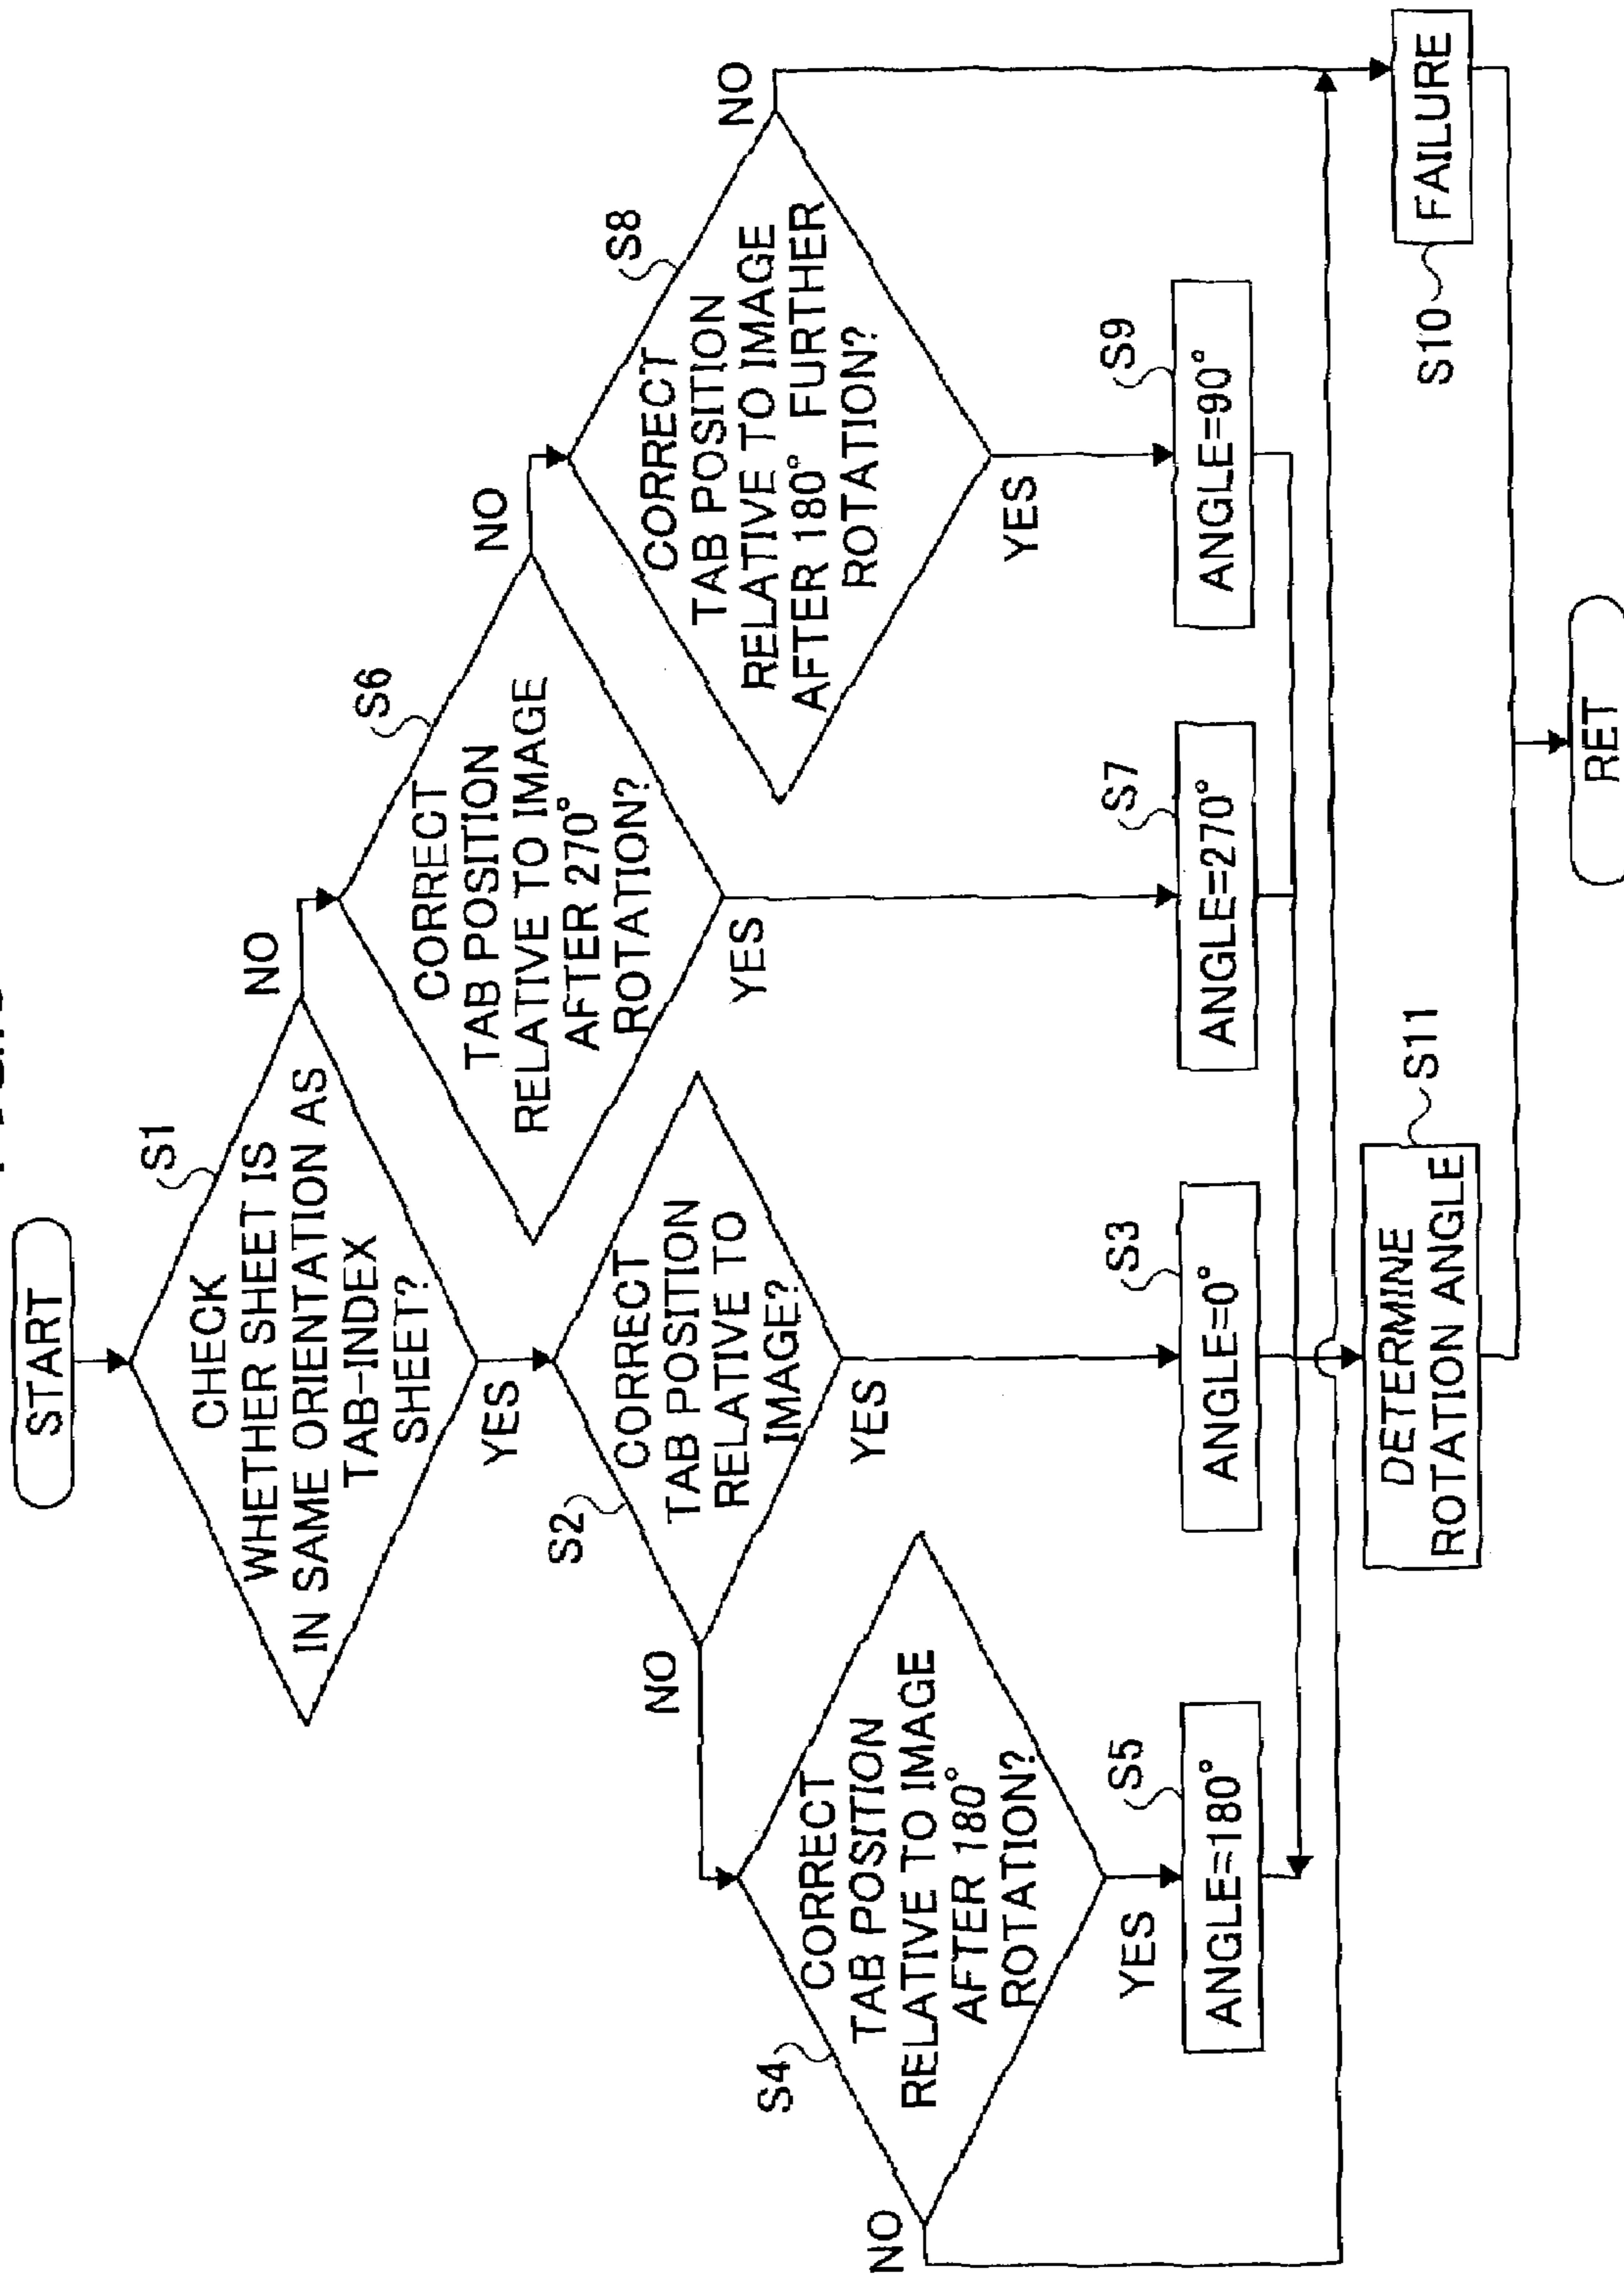 START
S1
CHECK
WHETHER SHEET IS
IN SAME ORIENTATION AS
TAB-INDEX
SHEET?
NO
YES
S2
CORRECT
TAB POSITION
RELATIVE TO
IMAGE?
NO
YES
S6
CORRECT
TAB POSITION
RELATIVE TO IMAGE
AFTER 270°
ROTATION?
NO
YES
S4
CORRECT
TAB POSITION
RELATIVE TO IMAGE
AFTER 180°
ROTATION?
NO
YES
S8
CORRECT
TAB POSITION
RELATIVE TO IMAGE
AFTER 180° FURTHER
ROTATION?
NO
YES
S5
ANGLE=180°
S3
ANGLE=0°
S7
ANGLE=270°
S9
ANGLE=90°
S11
DETERMINE
ROTATION ANGLE
S10
FAILURE
RET